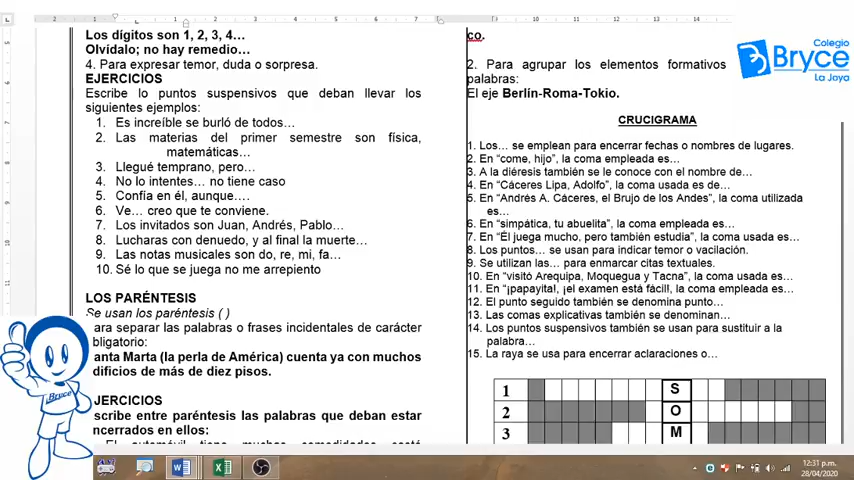 Los dígitos son 1, 2, 3, 4…
Olvídalo; no hay remedio…
4. Para expresar temor, duda o sorpresa.
EJERCICIOS
Escribe lo puntos suspensivos que deban llevar los
siguientes ejemplos:
1. Es increíble se burló de todos…
2. Las materias del primer semestre son física,
matemáticas…
3. Llegué temprano, pero…
4. No lo intentes… no tiene caso
5. Confía en él, aunque….
6. Ve… creo que te conviene.
7. Los invitados son Juan, Andrés, Pablo…
8. Lucharas con denuedo, y al final la muerte…
9. Las notas musicales son do, re, mi, fa…
10. Sé lo que se juega no me arrepiento
LOS PARÉNTESIS
Se usan los paréntesis ( )
ara separar las palabras o frases incidentales de carácter
bligatorio:
anta Marta (la perla de América) cuenta ya con muchos
dificios de más de diez pisos.
JERCICIOS
scribe entre paréntesis las palabras que deban estar
ncerrados en ellos:
El automóvil tiene muchas comodidades está
co.
2. Para agrupar los elementos formativos
palabras:
El eje Berlín-Roma-Tokio.
CRUCIGRAMA
1. Los… se emplean para encerrar fechas o nombres de lugares.
2. En “come, hijo”, la coma empleada es…
3. A la diéresis también se le conoce con el nombre de…
4. En “Cáceres Lipa, Adolfo”, la coma usada es de…
5. En “Andrés A. Cáceres, el Brujo de los Andes”, la coma utilizada
es…
6. En “simpática, tu abuelita”, la coma empleada es…
7. En “Él juega mucho, pero también estudia”, la coma usada es…
8. Los puntos… se usan para indicar temor o vacilación.
9. Se utilizan las… para enmarcar citas textuales.
10. En “visitó Arequipa, Moquegua y Tacna”, la coma usada es…
11. En “¡papayita!, ¡el examen está fácil!, la coma empleada es…
12. El punto seguido también se denomina punto…
13. Las comas explicativas también se denominan…
14. Los puntos suspensivos también se usan para sustituir a la
palabra…
15. La raya se usa para encerrar aclaraciones o…
1 S
2 O
3 M
Colegio
Bryce
La Joya
Bryce
12:31 p.m.
28/04/2020